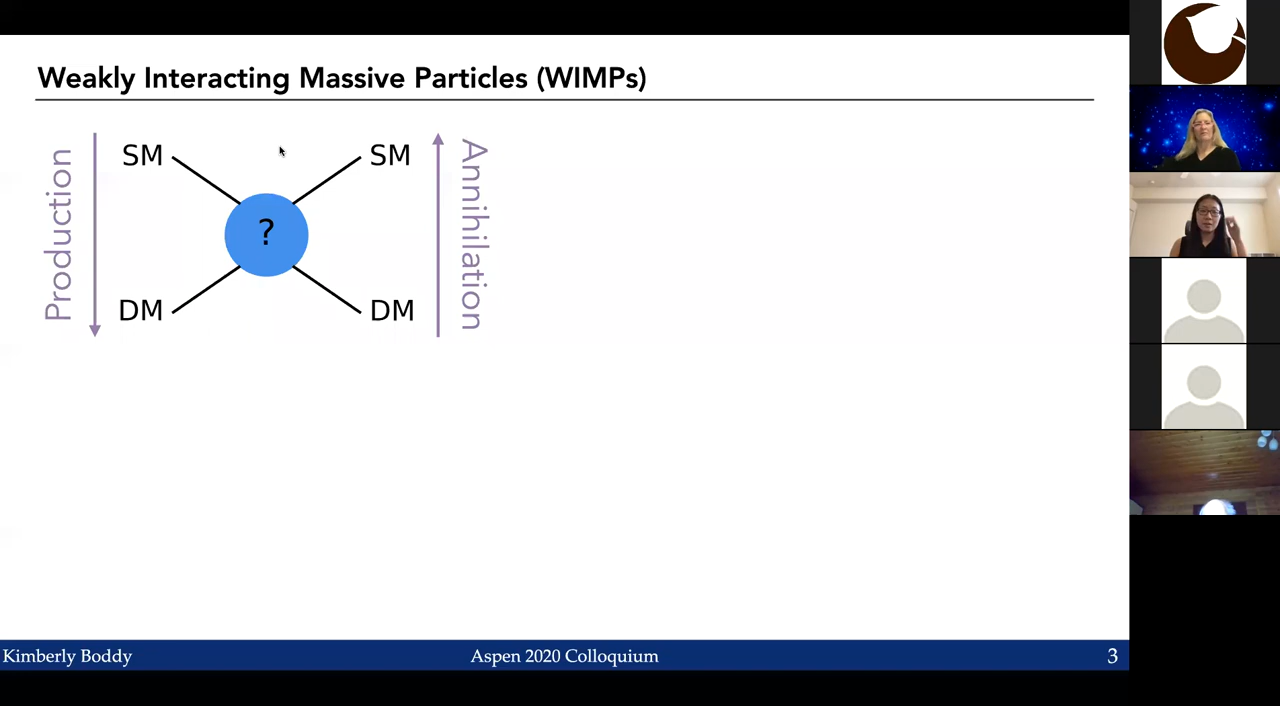 Weakly Interacting Massive Particles (WIMPs)
Production
SM
SM
?
DM
DM
Annihilation
Kimberly Boddy
Aspen 2020 Colloquium
3